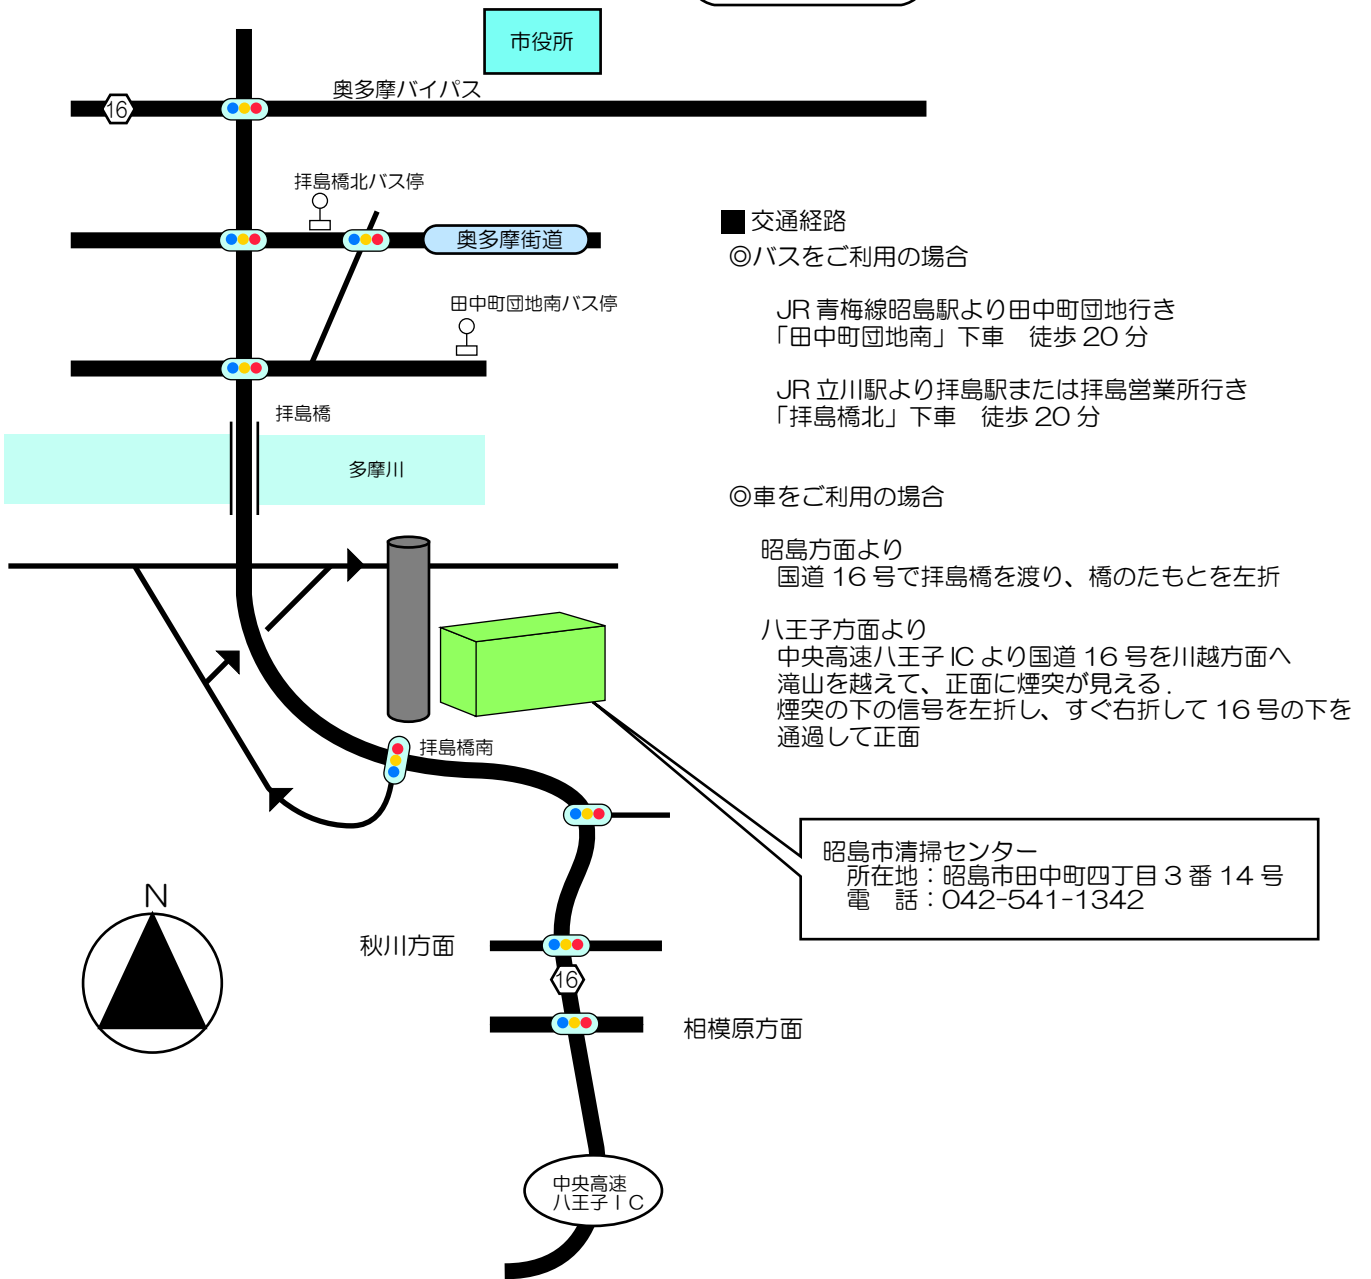 市役所
奥多摩バイパス
16
拝島橋北バス停
奥多摩街道
田中町団地南バス停
拝島橋
多摩川
拝島橋南
N
秋川方面
16
相模原方面
中央高速
八王子ＩＣ
■交通経路
◎バスをご利用の場合
JR 青梅線昭島駅より田中町団地行き
「田中町団地南」下車　徒歩 20 分
JR 立川駅より拝島駅または拝島営業所行き
「拝島橋北」下車　徒歩 20 分
◎車をご利用の場合
昭島方面より
国道 16 号で拝島橋を渡り、橋のたもとを左折
八王子方面より
中央高速八王子 IC より国道 16 号を川越方面へ
滝山を越えて、正面に煙突が見える.
煙突の下の信号を左折し、すぐ右折して 16 号の下を
通過して正面
昭島市清掃センター
所在地：昭島市田中町四丁目 3 番 14 号
電　話：042-541-1342